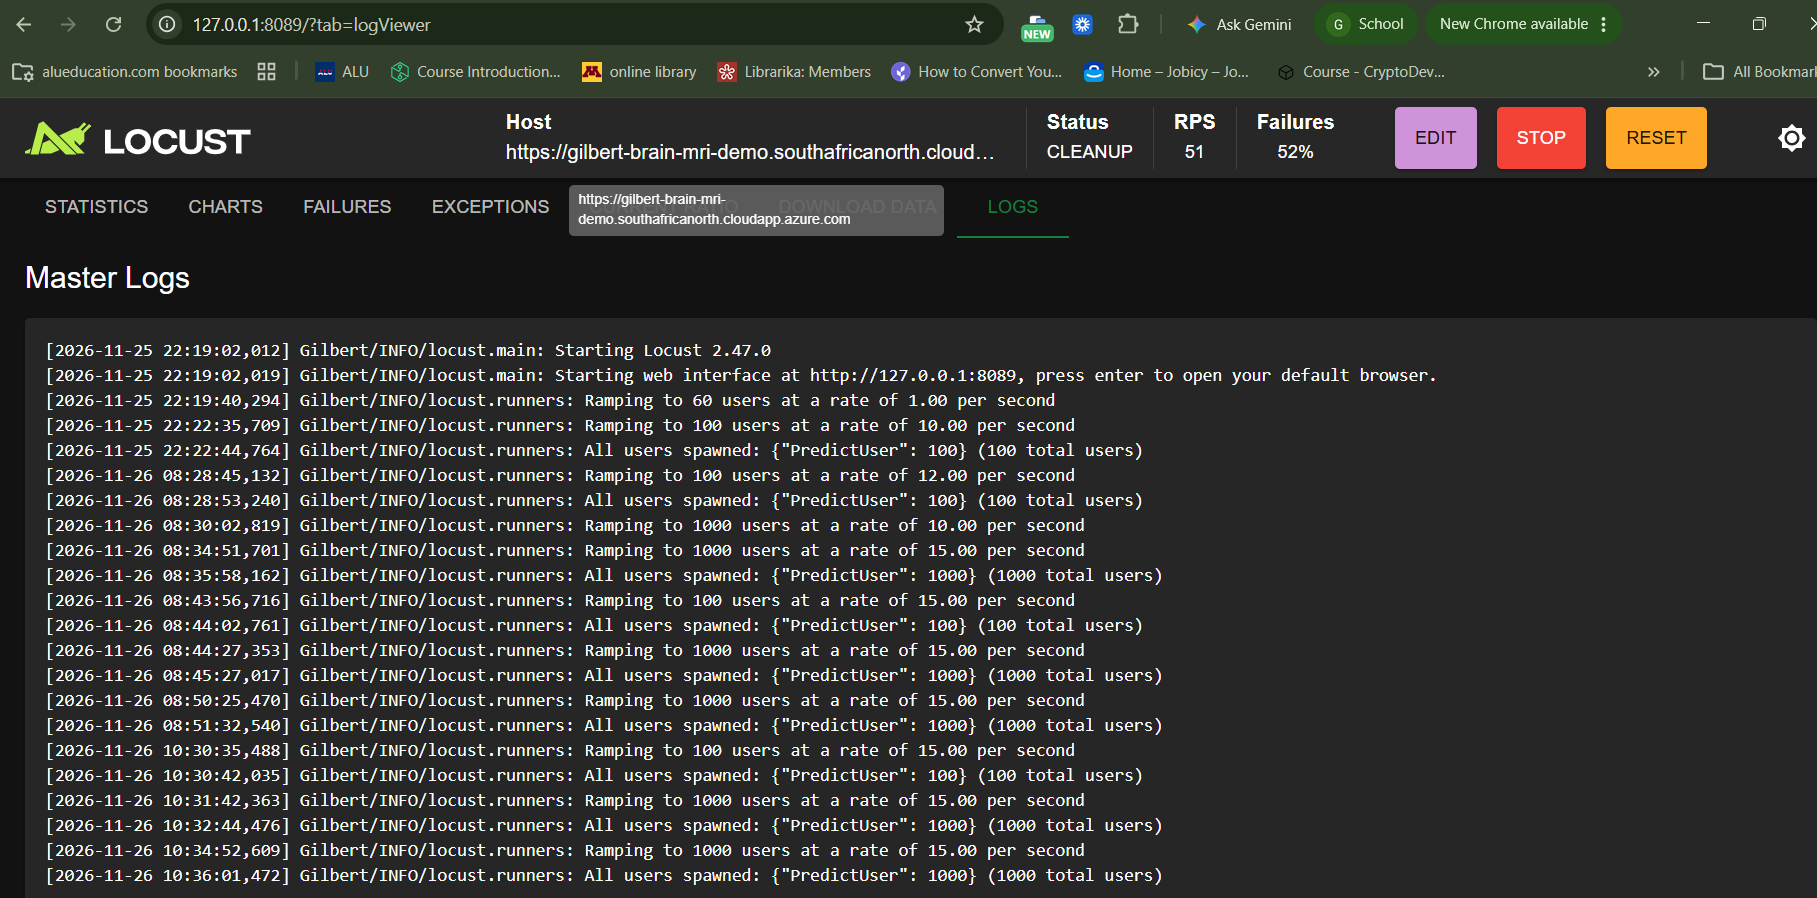 127.0.0.1:8089/?tab=logViewer
NEW
Ask Gemini
G
School
New Chrome available
alueducation.com bookmarks
ALU
ALU
Course Introduction...
online library
Librarika: Members
How to Convert You...
Home – Jobicy – Jo...
Course - CryptoDev...
»
All Bookmar
LOCUST
Host
https://gilbert-brain-mri-demo.southafricanorth.cloud...
Status
CLEANUP
RPS
51
Failures
52%
EDIT
STOP
RESET
STATISTICS
CHARTS
FAILURES
EXCEPTIONS
CURRENT RATIO
DOWNLOAD DATA
LOGS
https://gilbert-brain-mri-
demo.southafricanorth.cloudapp.azure.com
Master Logs
[2026-11-25 22:19:02,012] Gilbert/INFO/locust.main: Starting Locust 2.47.0
[2026-11-25 22:19:02,019] Gilbert/INFO/locust.main: Starting web interface at http://127.0.0.1:8089, press enter to open your default browser.
[2026-11-25 22:19:40,294] Gilbert/INFO/locust.runners: Ramping to 60 users at a rate of 1.00 per second
[2026-11-25 22:22:35,709] Gilbert/INFO/locust.runners: Ramping to 100 users at a rate of 10.00 per second
[2026-11-25 22:22:44,764] Gilbert/INFO/locust.runners: All users spawned: {"PredictUser": 100} (100 total users)
[2026-11-26 08:28:45,132] Gilbert/INFO/locust.runners: Ramping to 100 users at a rate of 12.00 per second
[2026-11-26 08:28:53,240] Gilbert/INFO/locust.runners: All users spawned: {"PredictUser": 100} (100 total users)
[2026-11-26 08:30:02,819] Gilbert/INFO/locust.runners: Ramping to 1000 users at a rate of 10.00 per second
[2026-11-26 08:34:51,701] Gilbert/INFO/locust.runners: Ramping to 1000 users at a rate of 15.00 per second
[2026-11-26 08:35:58,162] Gilbert/INFO/locust.runners: All users spawned: {"PredictUser": 1000} (1000 total users)
[2026-11-26 08:43:56,716] Gilbert/INFO/locust.runners: Ramping to 100 users at a rate of 15.00 per second
[2026-11-26 08:44:02,761] Gilbert/INFO/locust.runners: All users spawned: {"PredictUser": 100} (100 total users)
[2026-11-26 08:44:27,353] Gilbert/INFO/locust.runners: Ramping to 1000 users at a rate of 15.00 per second
[2026-11-26 08:45:27,017] Gilbert/INFO/locust.runners: All users spawned: {"PredictUser": 1000} (1000 total users)
[2026-11-26 08:50:25,470] Gilbert/INFO/locust.runners: Ramping to 1000 users at a rate of 15.00 per second
[2026-11-26 08:51:32,540] Gilbert/INFO/locust.runners: All users spawned: {"PredictUser": 1000} (1000 total users)
[2026-11-26 10:30:35,488] Gilbert/INFO/locust.runners: Ramping to 100 users at a rate of 15.00 per second
[2026-11-26 10:30:42,035] Gilbert/INFO/locust.runners: All users spawned: {"PredictUser": 100} (100 total users)
[2026-11-26 10:31:42,363] Gilbert/INFO/locust.runners: Ramping to 1000 users at a rate of 15.00 per second
[2026-11-26 10:32:44,476] Gilbert/INFO/locust.runners: All users spawned: {"PredictUser": 1000} (1000 total users)
[2026-11-26 10:34:52,609] Gilbert/INFO/locust.runners: Ramping to 1000 users at a rate of 15.00 per second
[2026-11-26 10:36:01,472] Gilbert/INFO/locust.runners: All users spawned: {"PredictUser": 1000} (1000 total users)